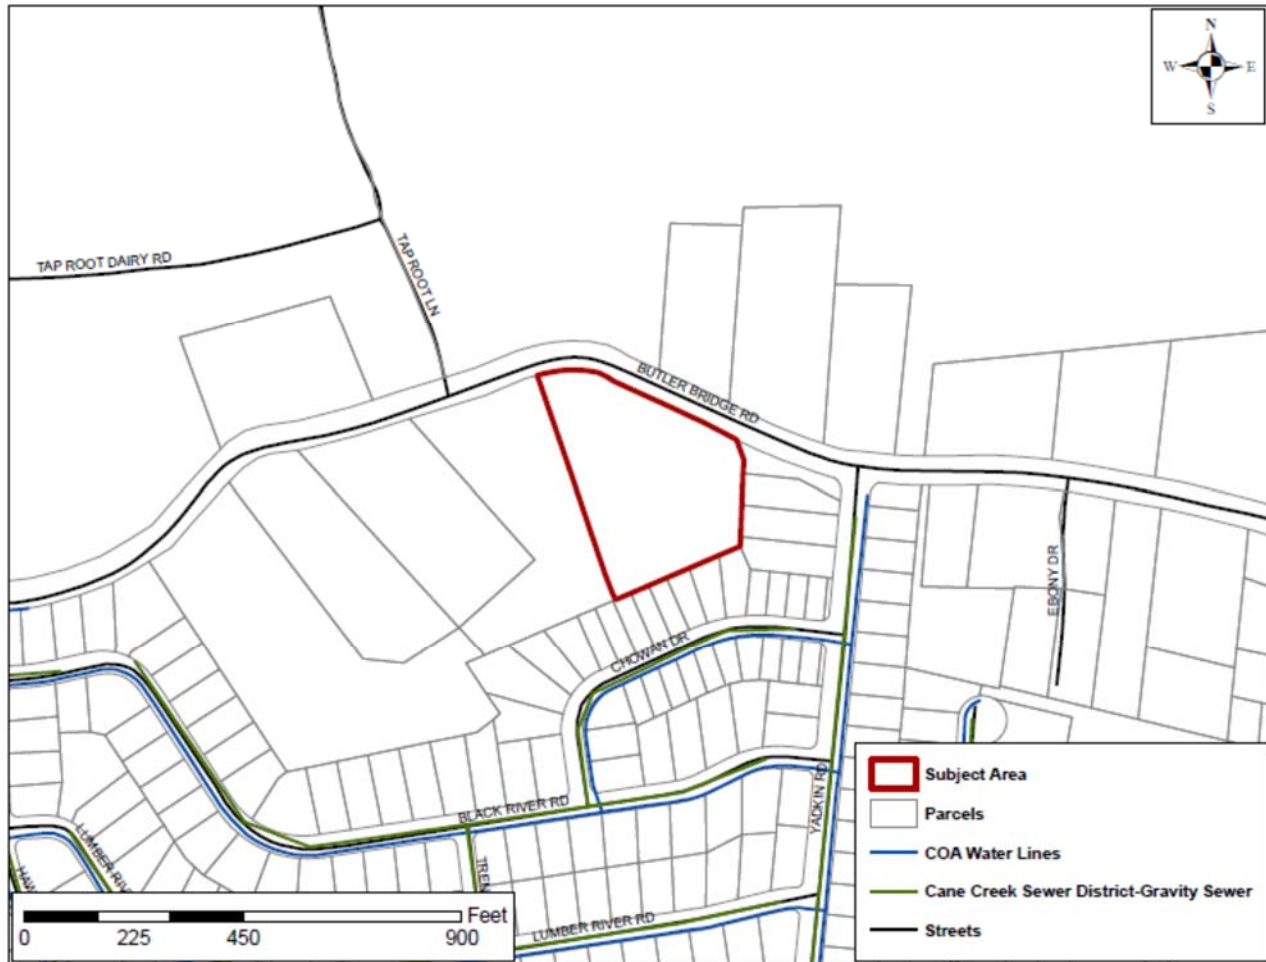 N
W E
S
TAP ROOT DAIRY RD
TAP ROOT LN
BUTLER BRIDGE RD
EBONY DR
CHOWAN DR
YADKIN RD
BLACK RIVER RD
LUMBER RIVER RD
Subject Area
Parcels
COA Water Lines
Cane Creek Sewer District-Gravity Sewer
Streets
Feet
0 225 450 900